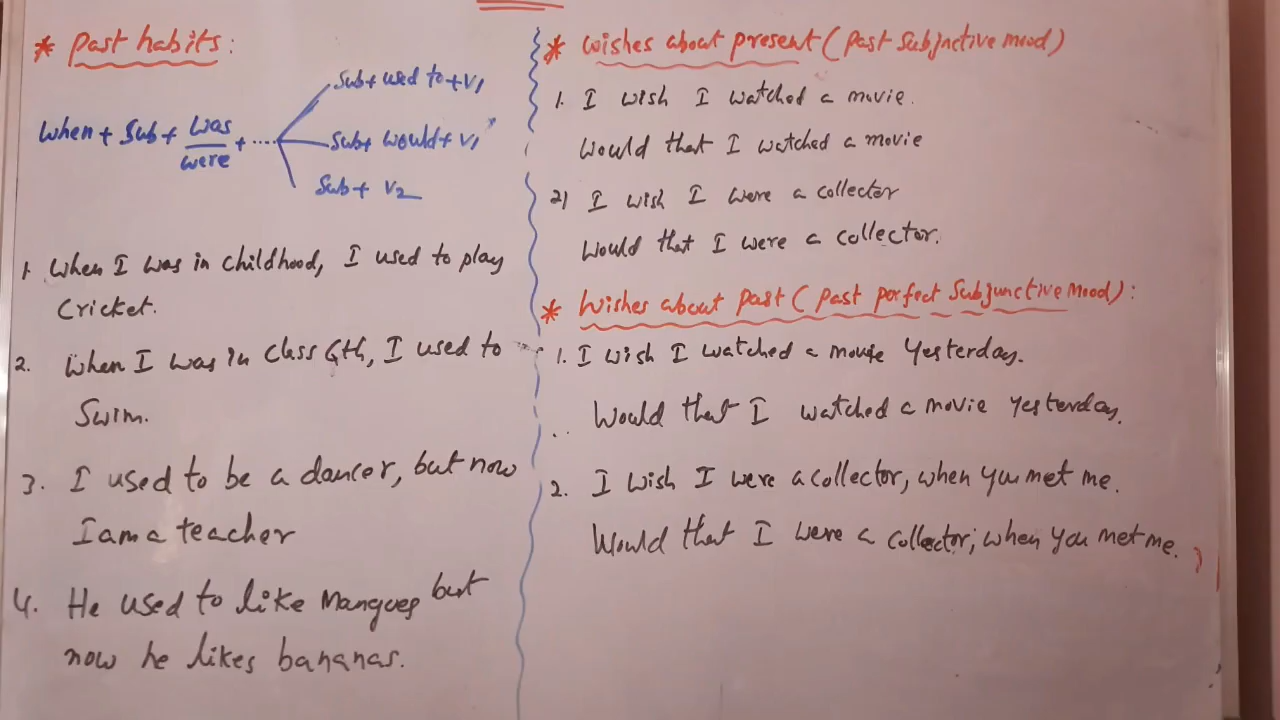 * Past habits:
When + Sub + was/were + ....
Sub + used to + V1
Sub + would + V1
Sub + V2
1. When I was in childhood, I used to play
Cricket.
2. When I was in class 6th, I used to
Swim.
3. I used to be a dancer, but now
I am a teacher
4. He used to like Mangoes but
now he likes bananas.
* Wishes about present (Past Subjnctive mood)
1. I wish I watched a movie.
Would that I watched a movie
2) I wish I were a collector
Would that I were a collector.
* Wishes about Past (Past perfect Subjunctive Mood):
1. I wish I watched a movie Yesterday.
Would that I watched a movie Yesterday.
2. I wish I were a collector, when you met me.
Would that I were a collector, when you met me.